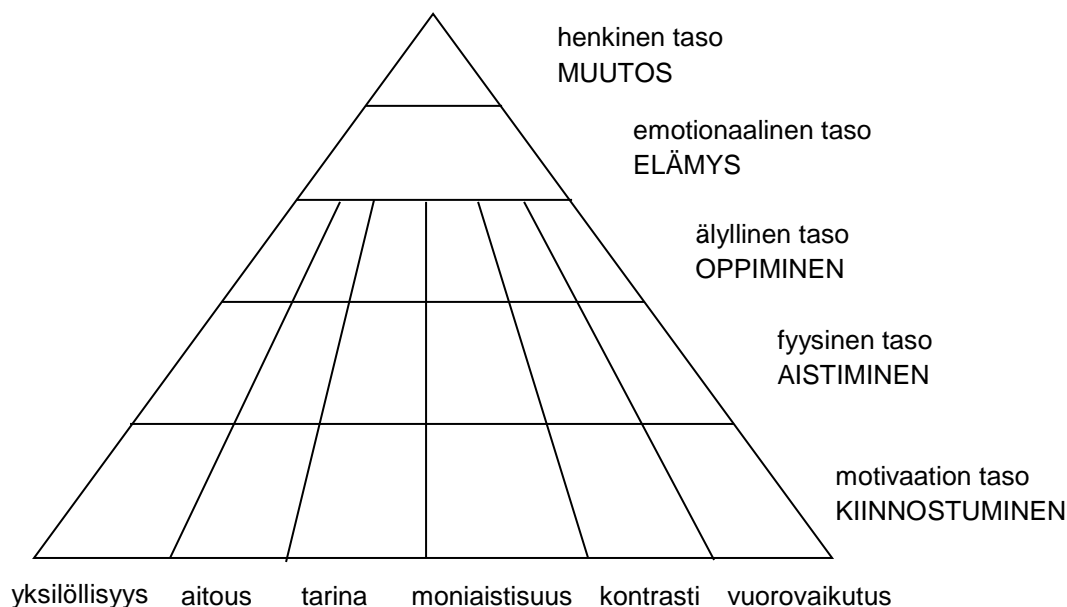 henkinen taso
MUUTOS
emotionaalinen taso
ELÄMYS
älyllinen taso
OPPIMINEN
fyysinen taso
AISTIMINEN
motivaation taso
KIINNOSTUMINEN
yksilöllisyys aitous tarina moniaistisuus kontrasti vuorovaikutus